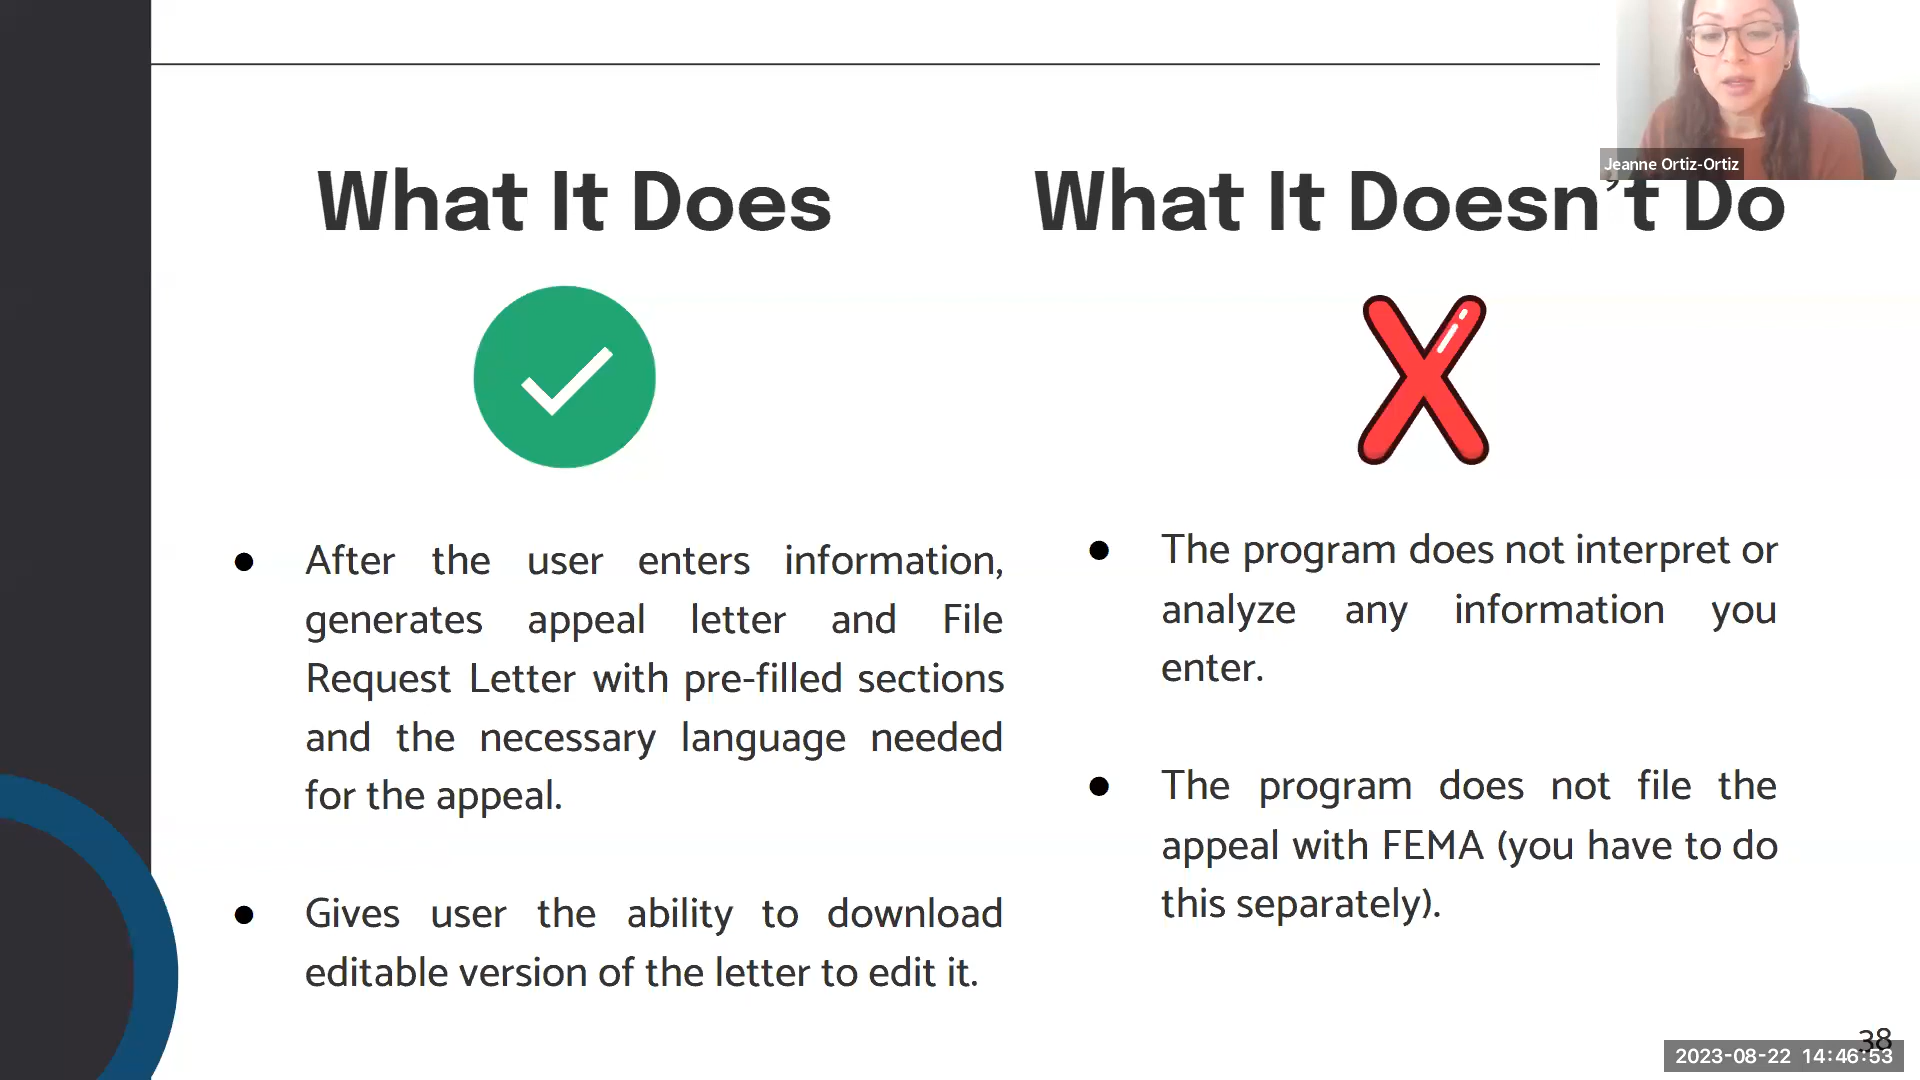 Jeanne Ortiz-Ortiz
What It Does
What It Doesn't Do
● After the user enters information,
generates appeal letter and File
Request Letter with pre-filled sections
and the necessary language needed
for the appeal.
● Gives user the ability to download
editable version of the letter to edit it.
● The program does not interpret or
analyze any information you
enter.
● The program does not file the
appeal with FEMA (you have to do
this separately).
38
2023-08-22 14:46:53